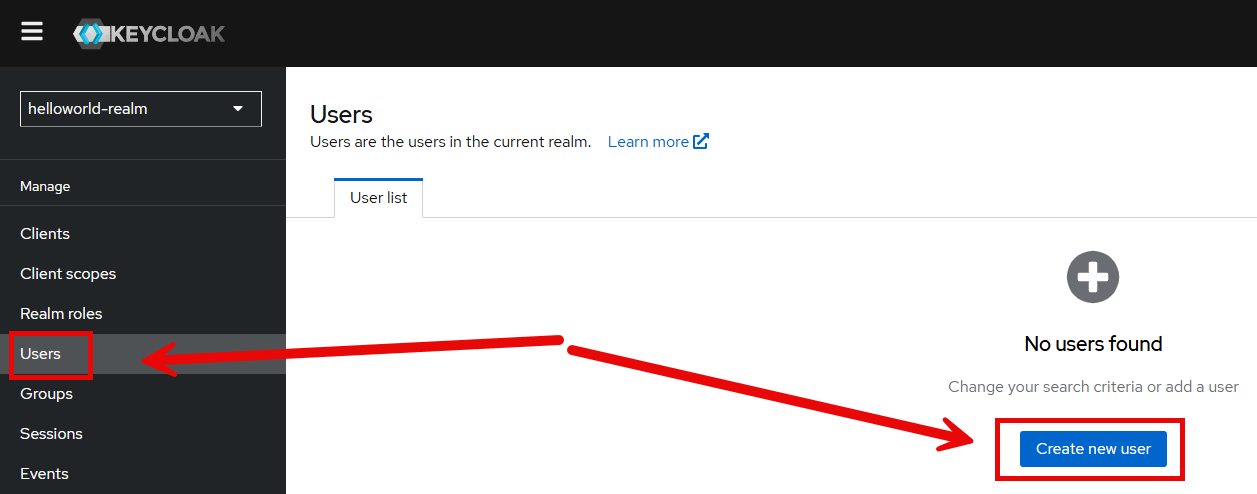 KEYCLOAK
helloworld-realm
Manage
Clients
Client scopes
Realm roles
Users
Groups
Sessions
Events
Users
Users are the users in the current realm. Learn more
User list
No users found
Change your search criteria or add a user
Create new user